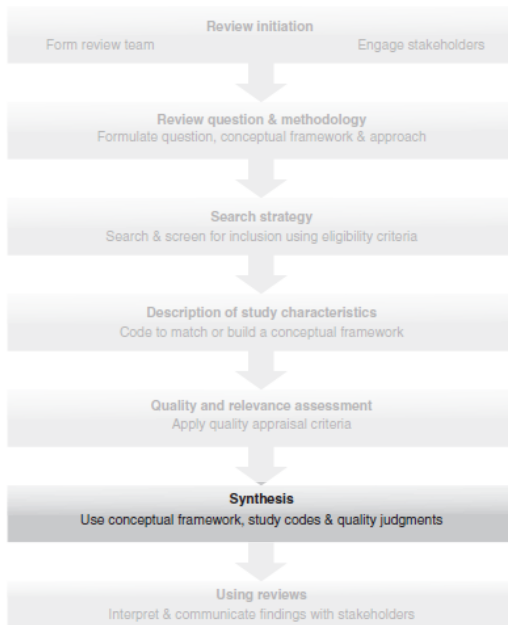 Review initiation
Form review team Engage stakeholders
Review question & methodology
Formulate question, conceptual framework & approach
Search strategy
Search & screen for inclusion using eligibility criteria
Description of study characteristics
Code to match or build a conceptual framework
Quality and relevance assessment
Apply quality appraisal criteria
Synthesis
Use conceptual framework, study codes & quality judgments
Using reviews
Interpret & communicate findings with stakeholders